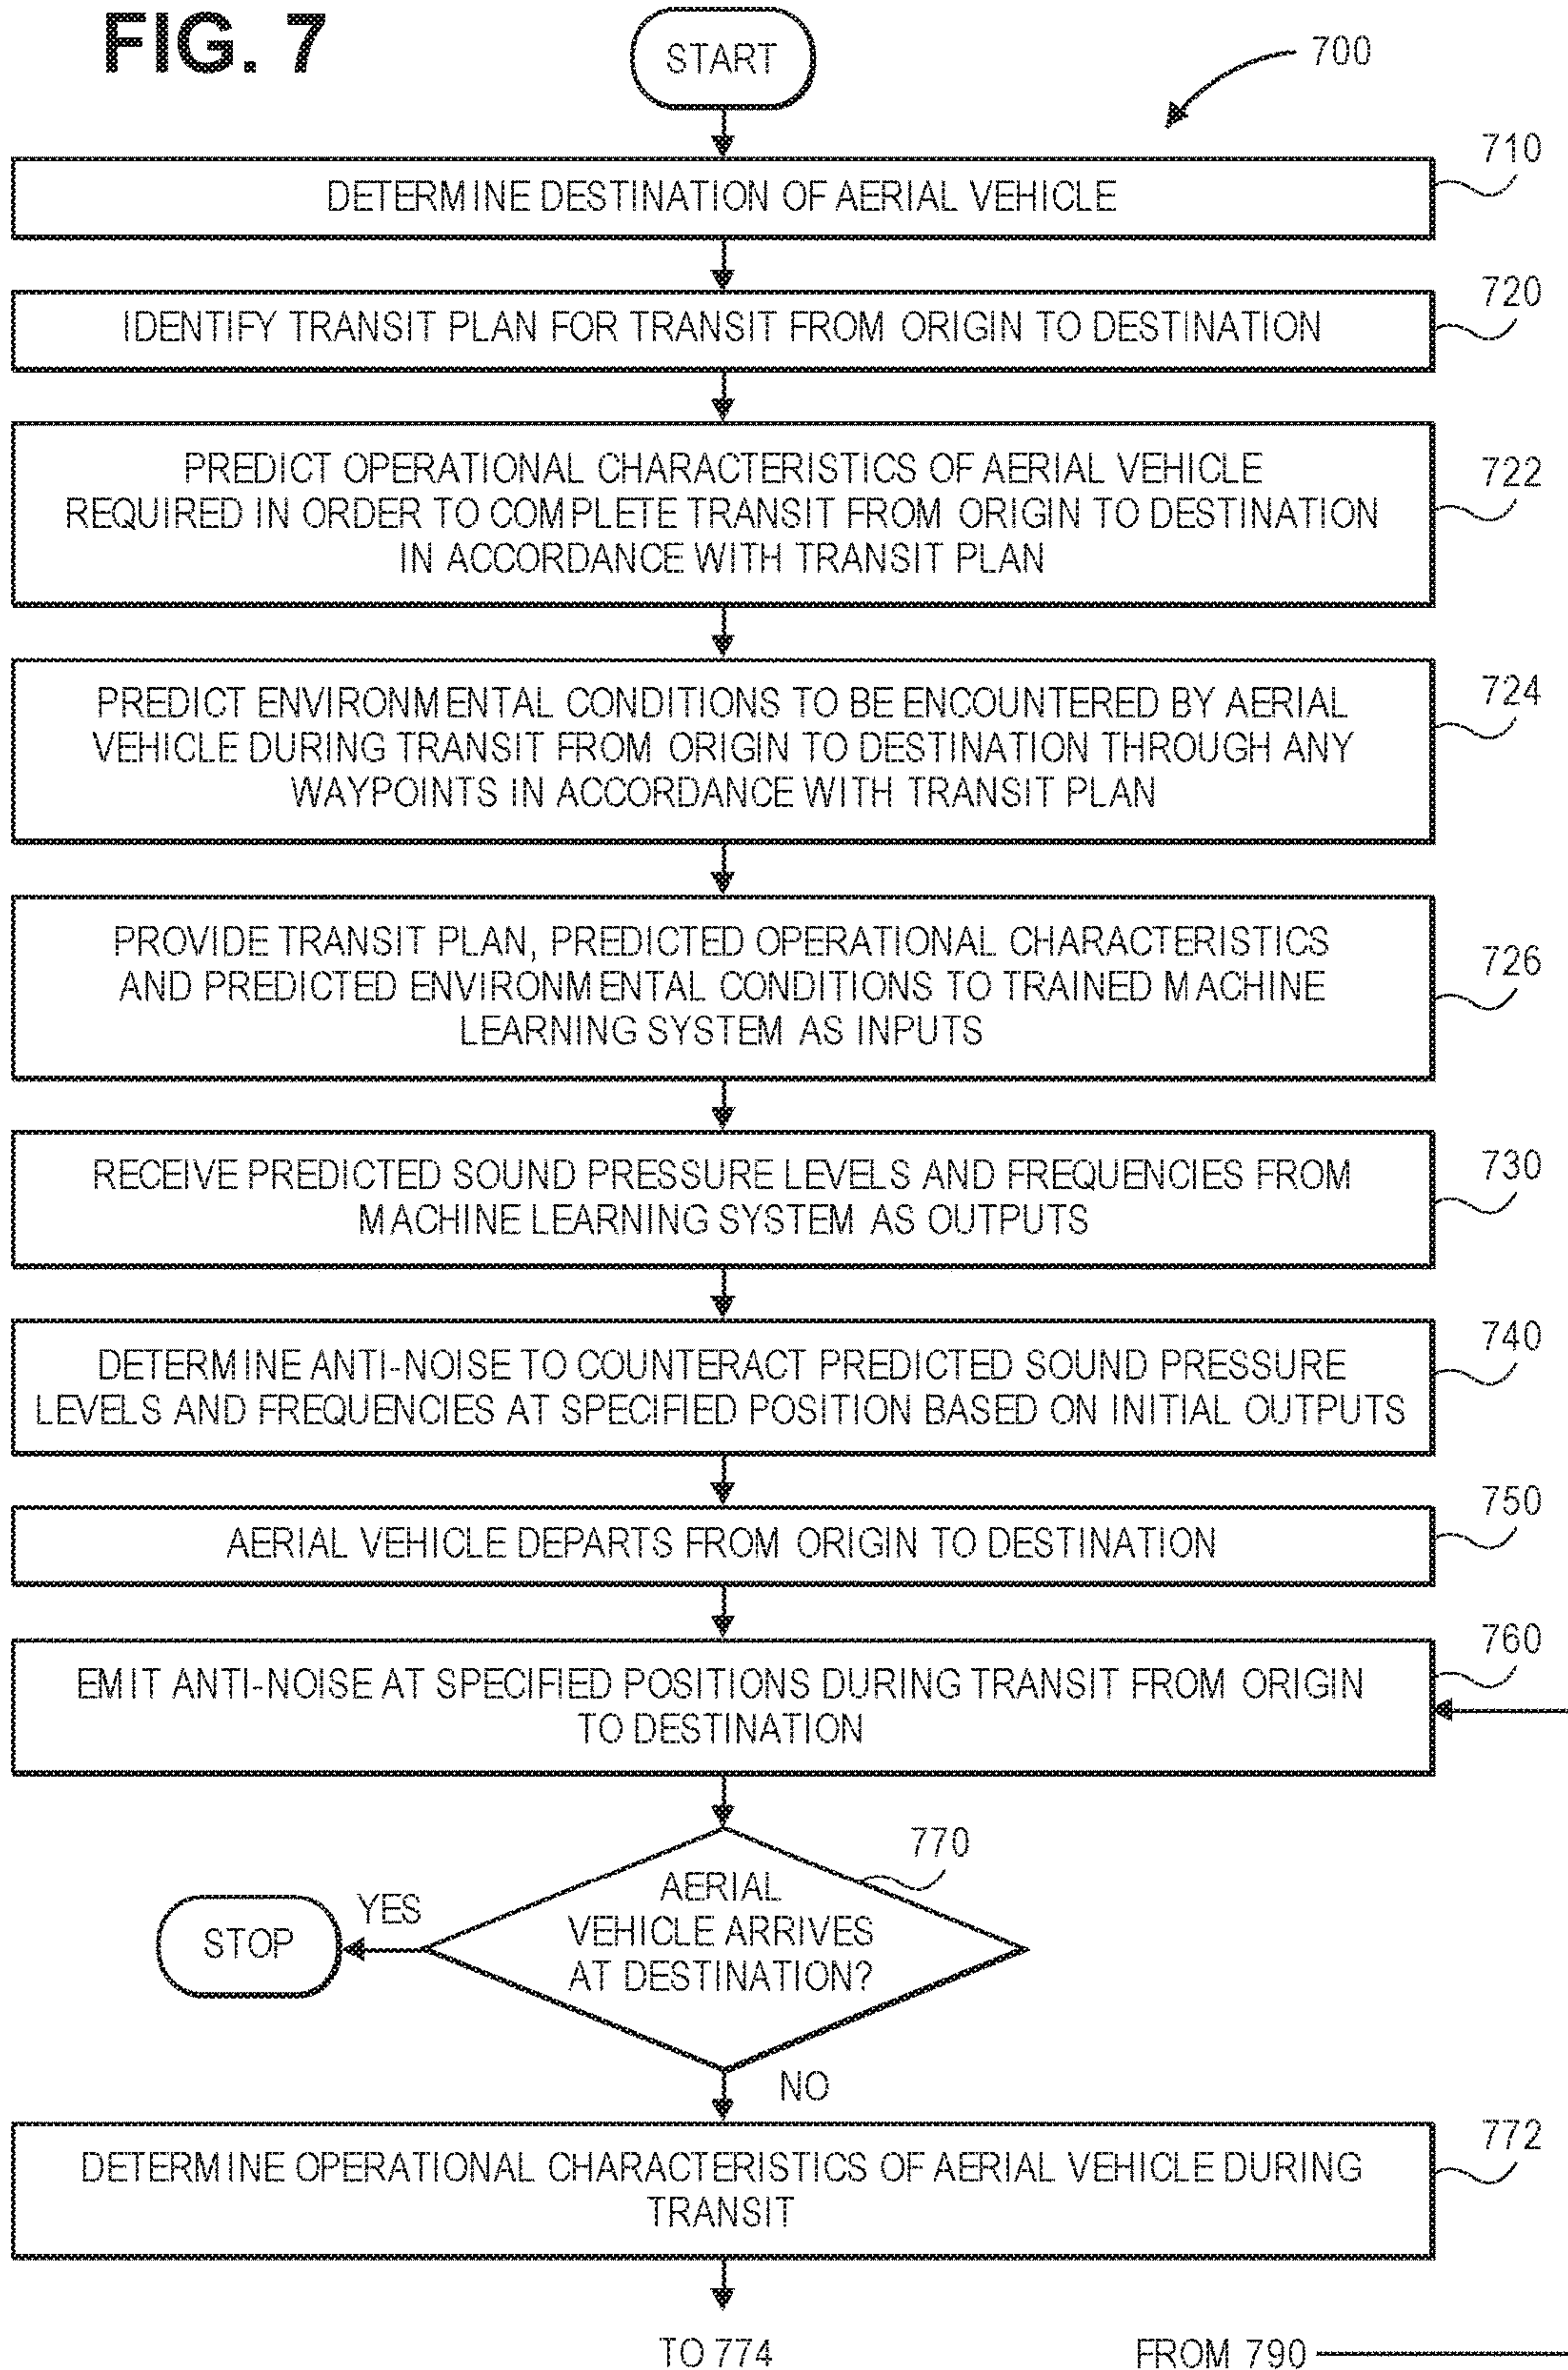 FIG. 7
START
700
710
DETERMINE DESTINATION OF AERIAL VEHICLE
720
IDENTIFY TRANSIT PLAN FOR TRANSIT FROM ORIGIN TO DESTINATION
722
PREDICT OPERATIONAL CHARACTERISTICS OF AERIAL VEHICLE
REQUIRED IN ORDER TO COMPLETE TRANSIT FROM ORIGIN TO DESTINATION
IN ACCORDANCE WITH TRANSIT PLAN
724
PREDICT ENVIRONMENTAL CONDITIONS TO BE ENCOUNTERED BY AERIAL
VEHICLE DURING TRANSIT FROM ORIGIN TO DESTINATION THROUGH ANY
WAYPOINTS IN ACCORDANCE WITH TRANSIT PLAN
726
PROVIDE TRANSIT PLAN, PREDICTED OPERATIONAL CHARACTERISTICS
AND PREDICTED ENVIRONMENTAL CONDITIONS TO TRAINED MACHINE
LEARNING SYSTEM AS INPUTS
730
RECEIVE PREDICTED SOUND PRESSURE LEVELS AND FREQUENCIES FROM
MACHINE LEARNING SYSTEM AS OUTPUTS
740
DETERMINE ANTI-NOISE TO COUNTERACT PREDICTED SOUND PRESSURE
LEVELS AND FREQUENCIES AT SPECIFIED POSITION BASED ON INITIAL OUTPUTS
750
AERIAL VEHICLE DEPARTS FROM ORIGIN TO DESTINATION
760
EMIT ANTI-NOISE AT SPECIFIED POSITIONS DURING TRANSIT FROM ORIGIN
TO DESTINATION
770
AERIAL
VEHICLE ARRIVES
AT DESTINATION?
YES
STOP
NO
772
DETERMINE OPERATIONAL CHARACTERISTICS OF AERIAL VEHICLE DURING
TRANSIT
TO 774
FROM 790